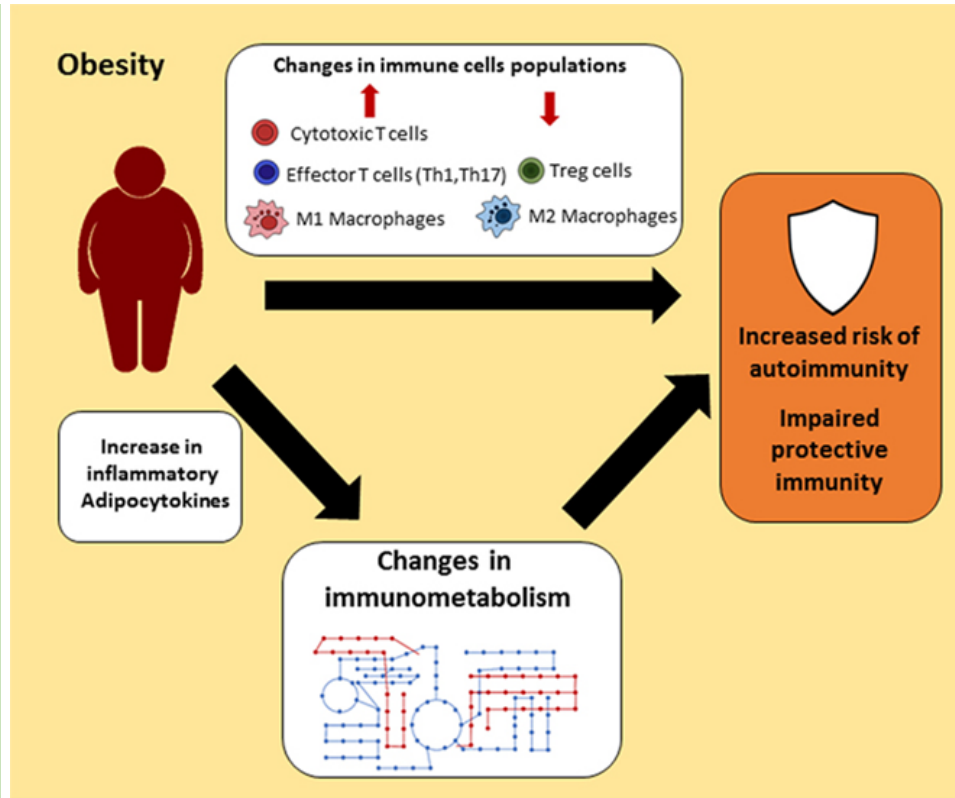 Obesity
Changes in immune cells populations
Cytotoxic T cells
Effector T cells (Th1,Th17)
Treg cells
M1 Macrophages
M2 Macrophages
Increased risk of
autoimmunity
Impaired
protective
immunity
Increase in
inflammatory
Adipocytokines
Changes in
immunometabolism